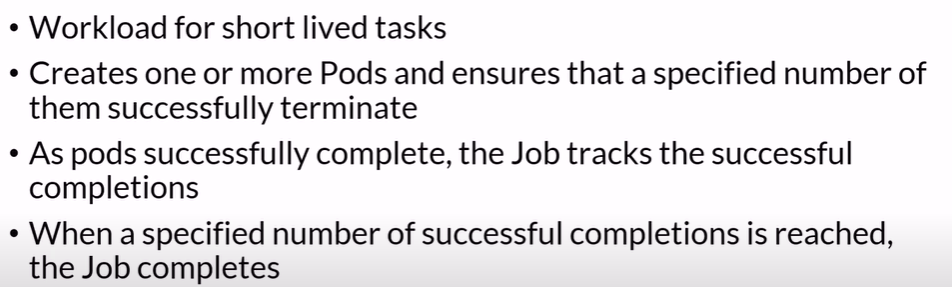 • Workload for short lived tasks
• Creates one or more Pods and ensures that a specified number of
them successfully terminate
• As pods successfully complete, the Job tracks the successful
completions
• When a specified number of successful completions is reached,
the Job completes